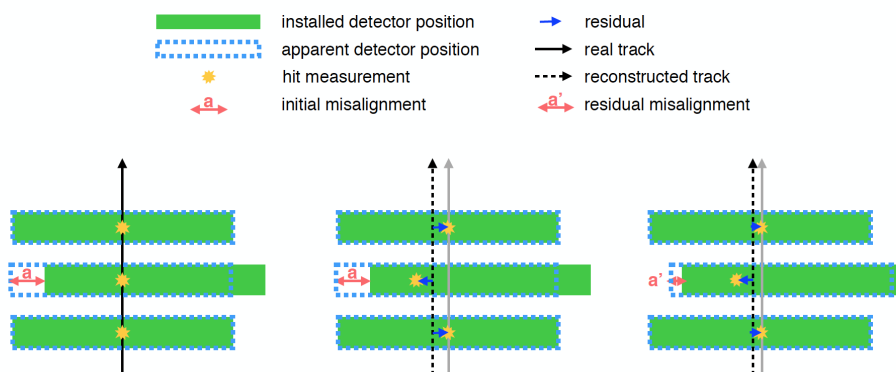 installed detector position
residual
apparent detector position
real track
hit measurement
reconstructed track
a
initial misalignment
a'
residual misalignment
a
a
a'